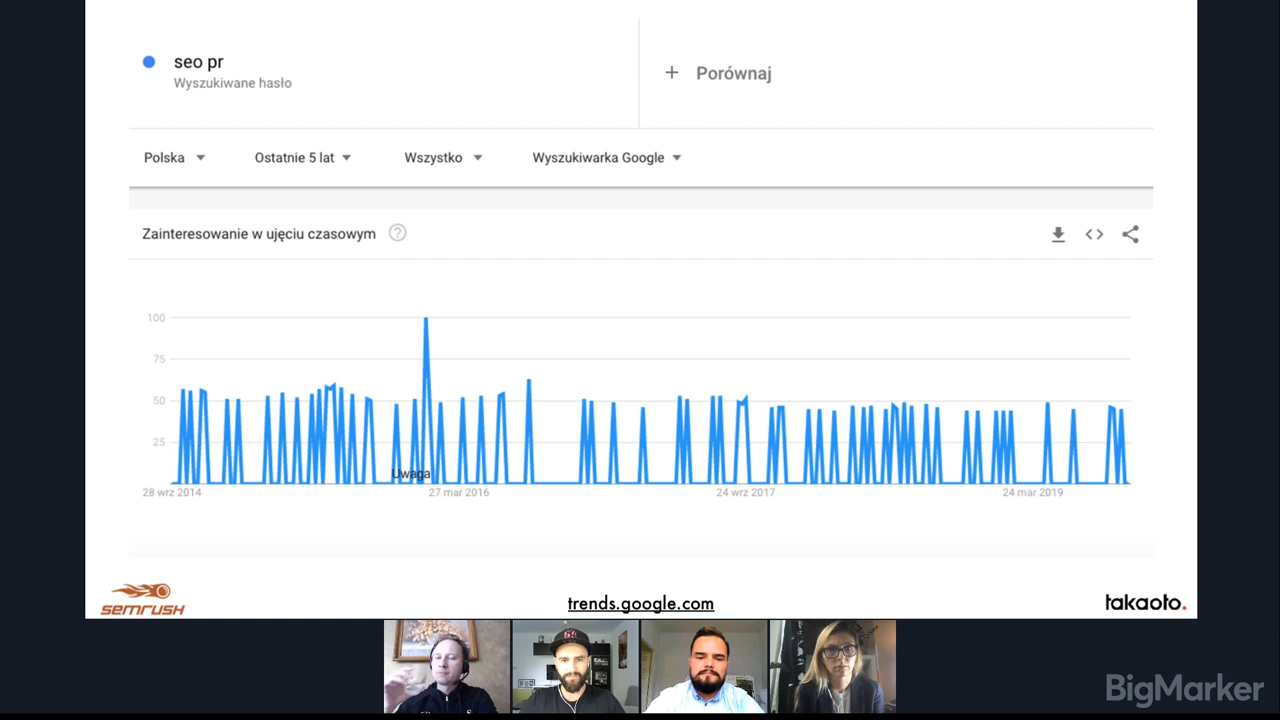 seo pr
Wyszukiwane hasło
+ Porównaj
Polska
Ostatnie 5 lat
Wszystko
Wyszukiwarka Google
Zainteresowanie w ujęciu czasowym
100
75
50
25
Uwaga
28 wrz 2014
27 mar 2016
24 wrz 2017
24 mar 2019
semrush
trends.google.com
takaoto.
BigMarker